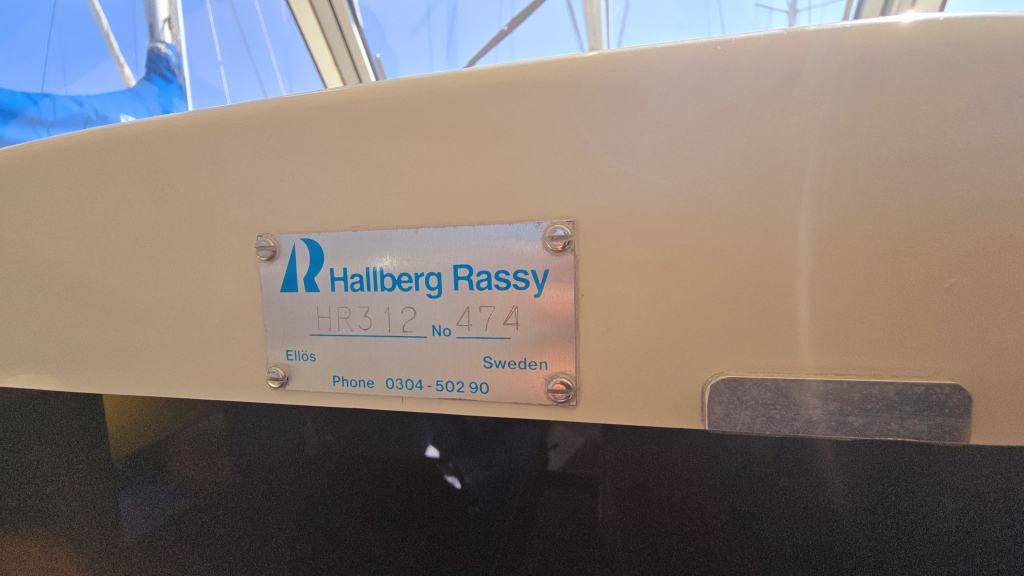 Hallberg Rassy
HR312 No 474
Ellös Sweden
Phone 0304-502 90